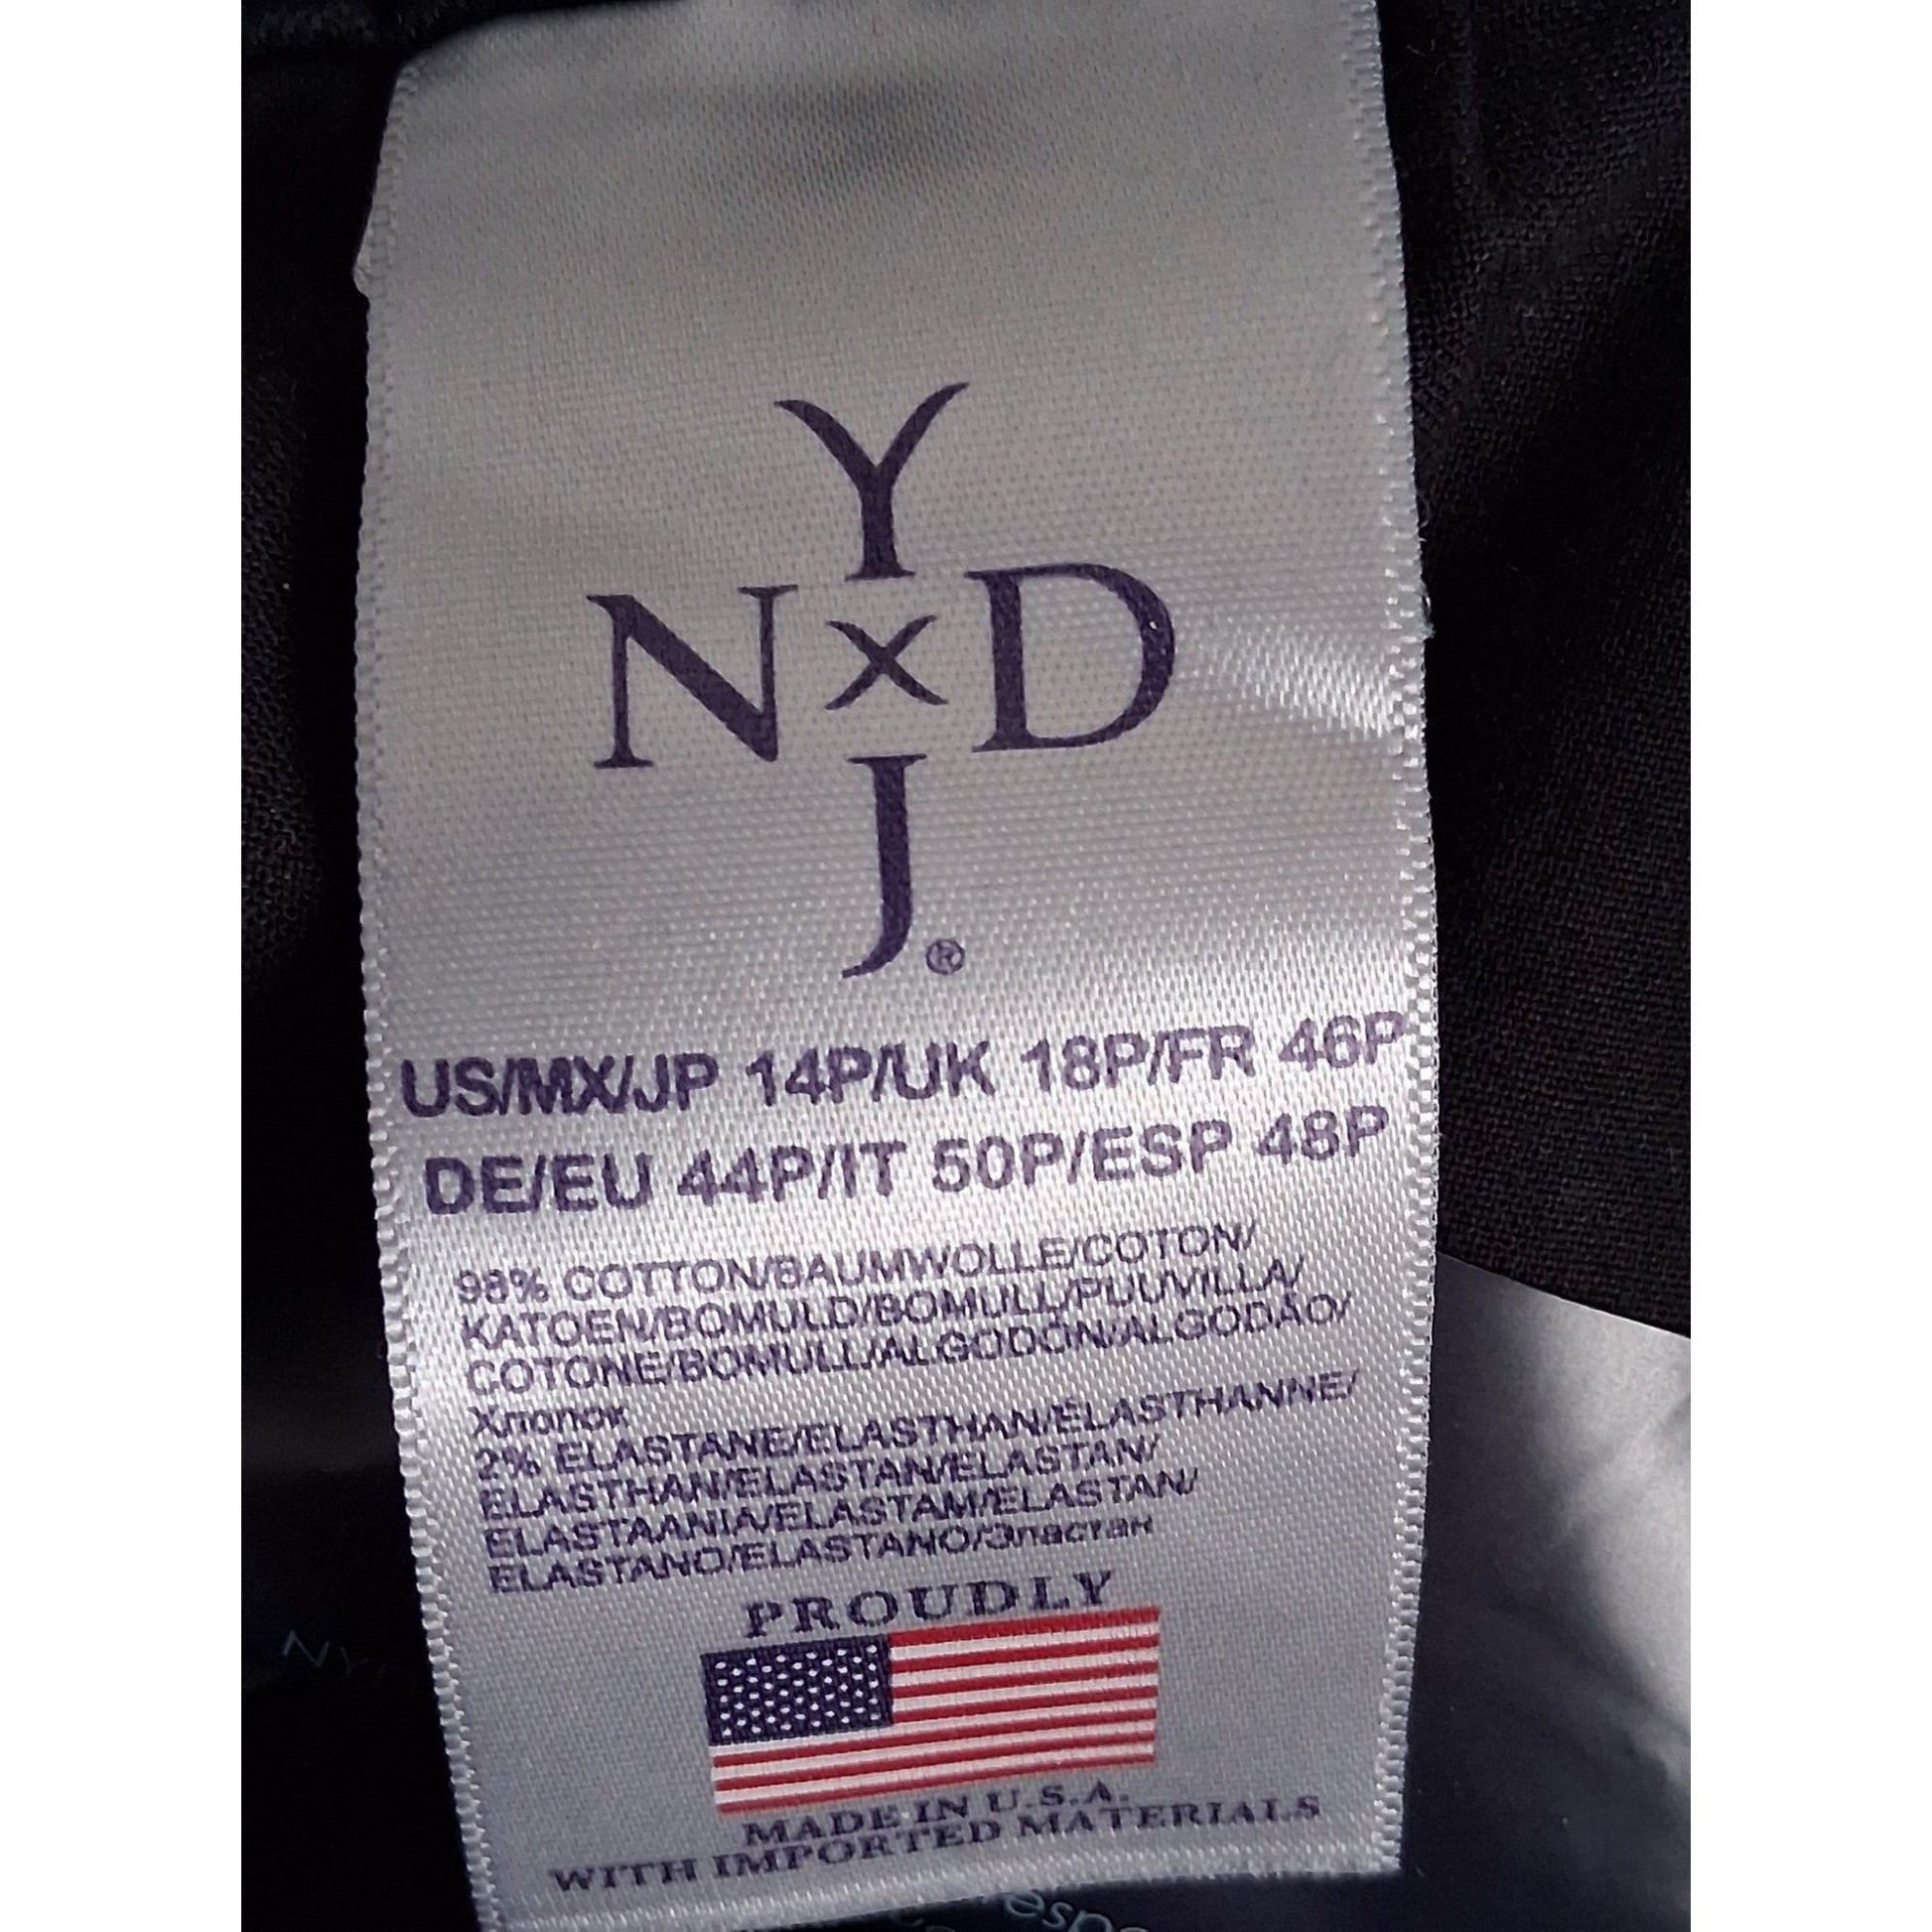 Y
N X D
J®
US/MX/JP 14P/UK 18P/FR 46P
DE/EU 44P/IT 50P/ESP 48P
98% COTTON/BAUMWOLLE/COTON/
KATOEN/BOMULD/BOMULL/PUUVILLA/
COTONE/BOMULL/ALGODÓN/ALGODÃO/
Хлопок
2% ELASTANE/ELASTHAN/ÉLASTHANNE/
ELASTHAN/ELASTAN/ELASTAN/
ELASTAANIA/ELASTAM/ELASTAN/
ELASTANO/ELASTANO/Эластан
PROUDLY
MADE IN U.S.A.
WITH IMPORTED MATERIALS